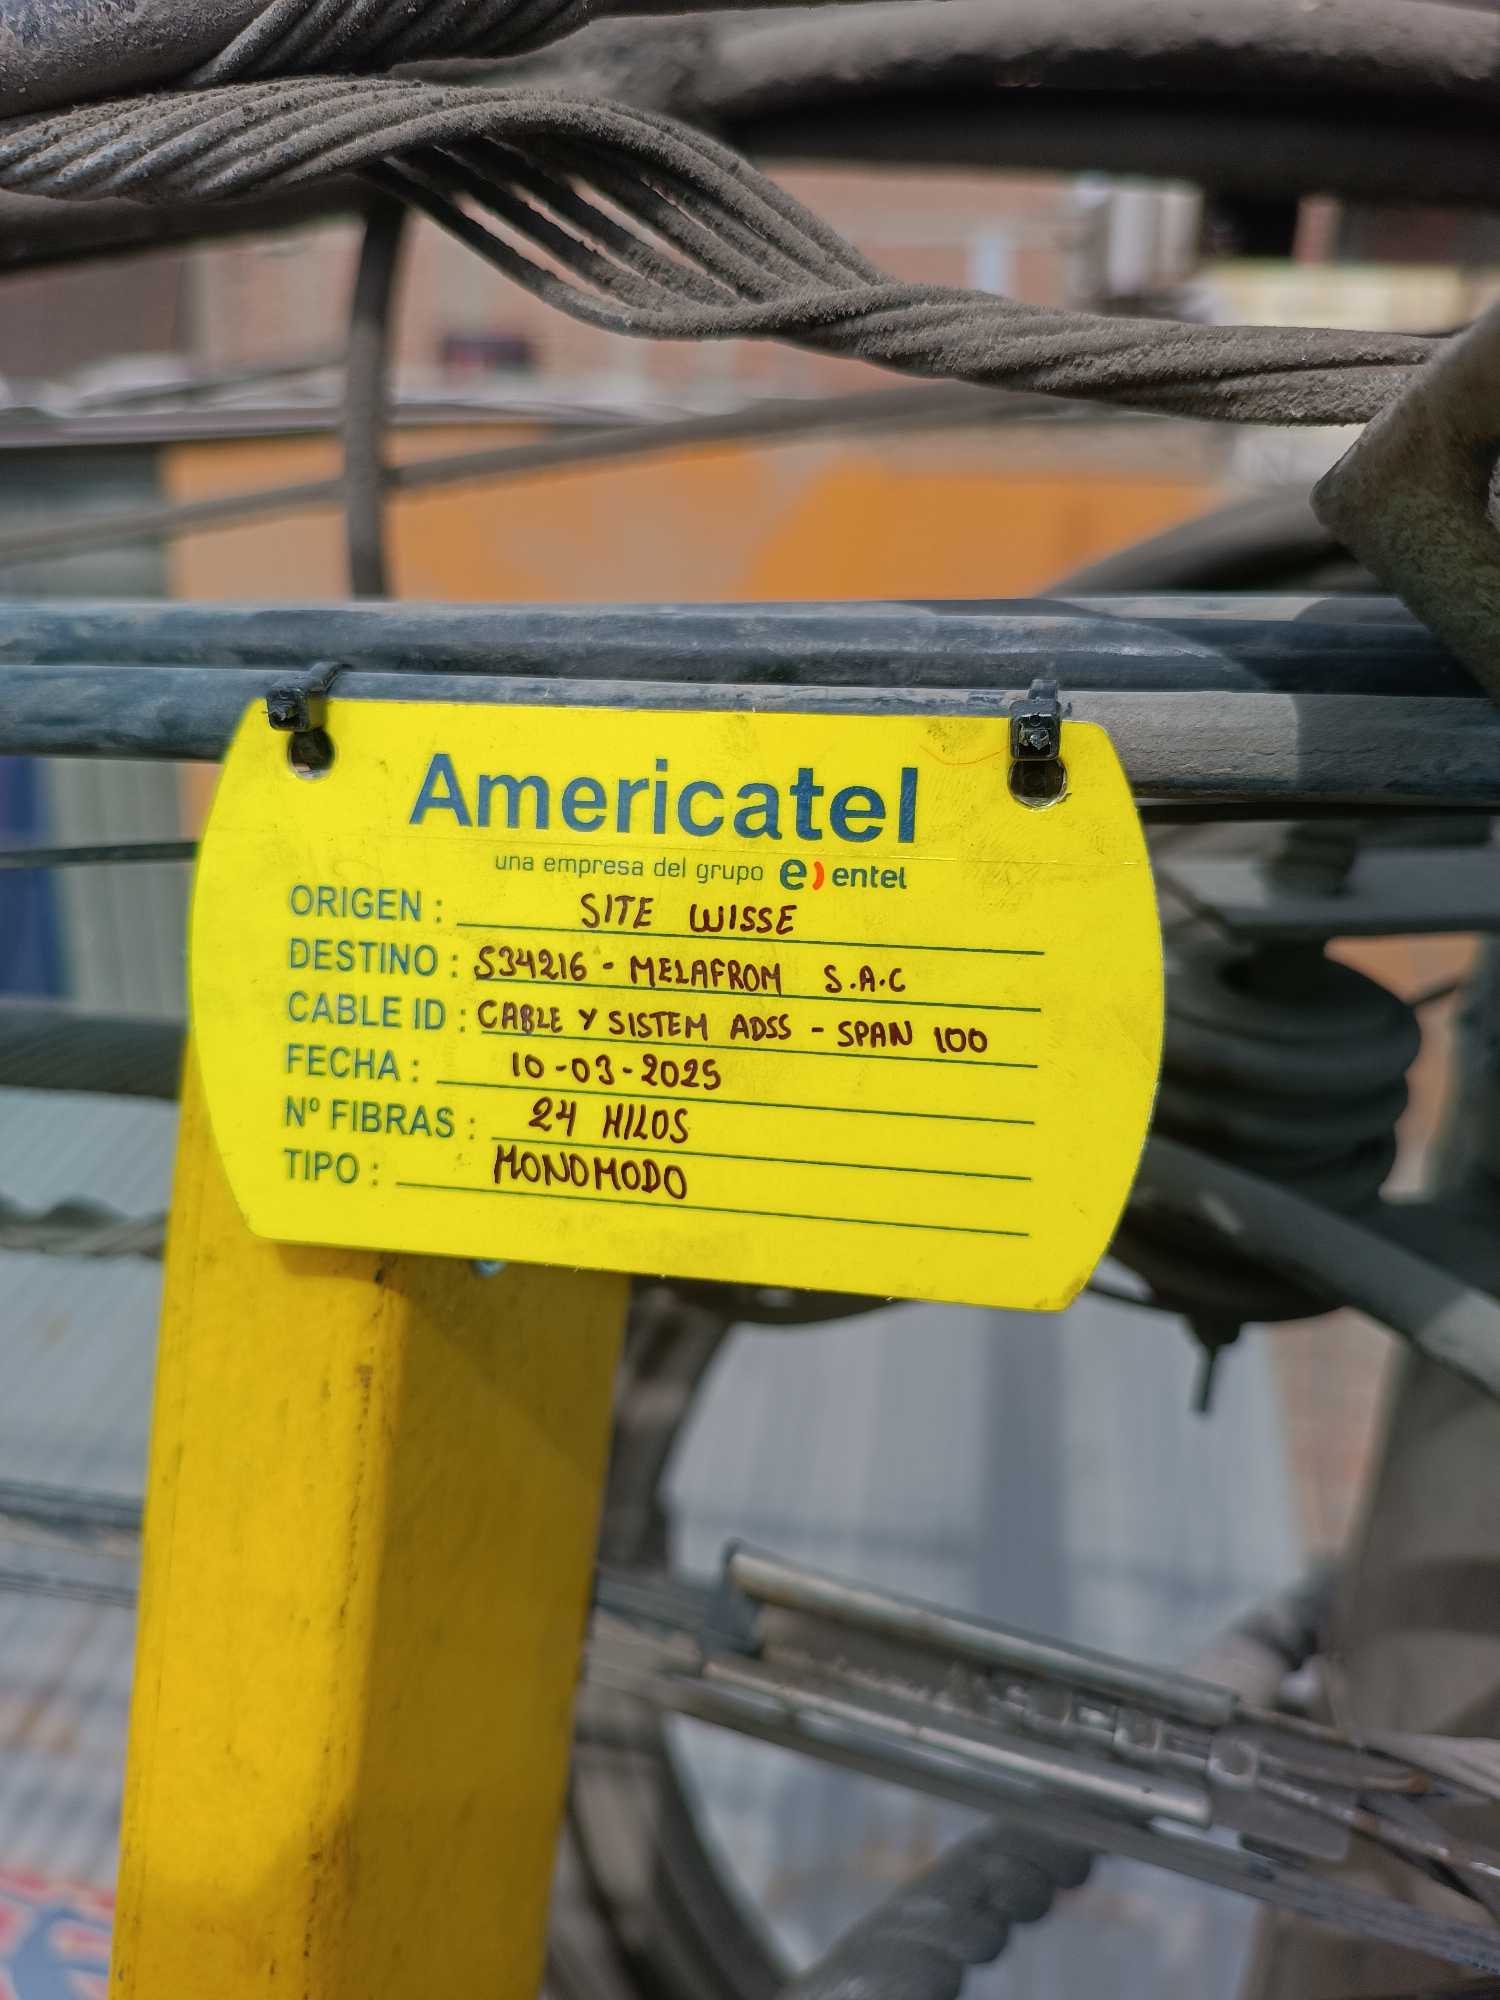 Americatel
una empresa del grupo e) entel
ORIGEN : SITE WISSE
DESTINO : S34216 - MELAFROM S.A.C
CABLE ID : CABLE Y SISTEM ADSS - SPAN 100
FECHA : 10-03-2025
Nº FIBRAS : 24 HILOS
TIPO : MONOMODO